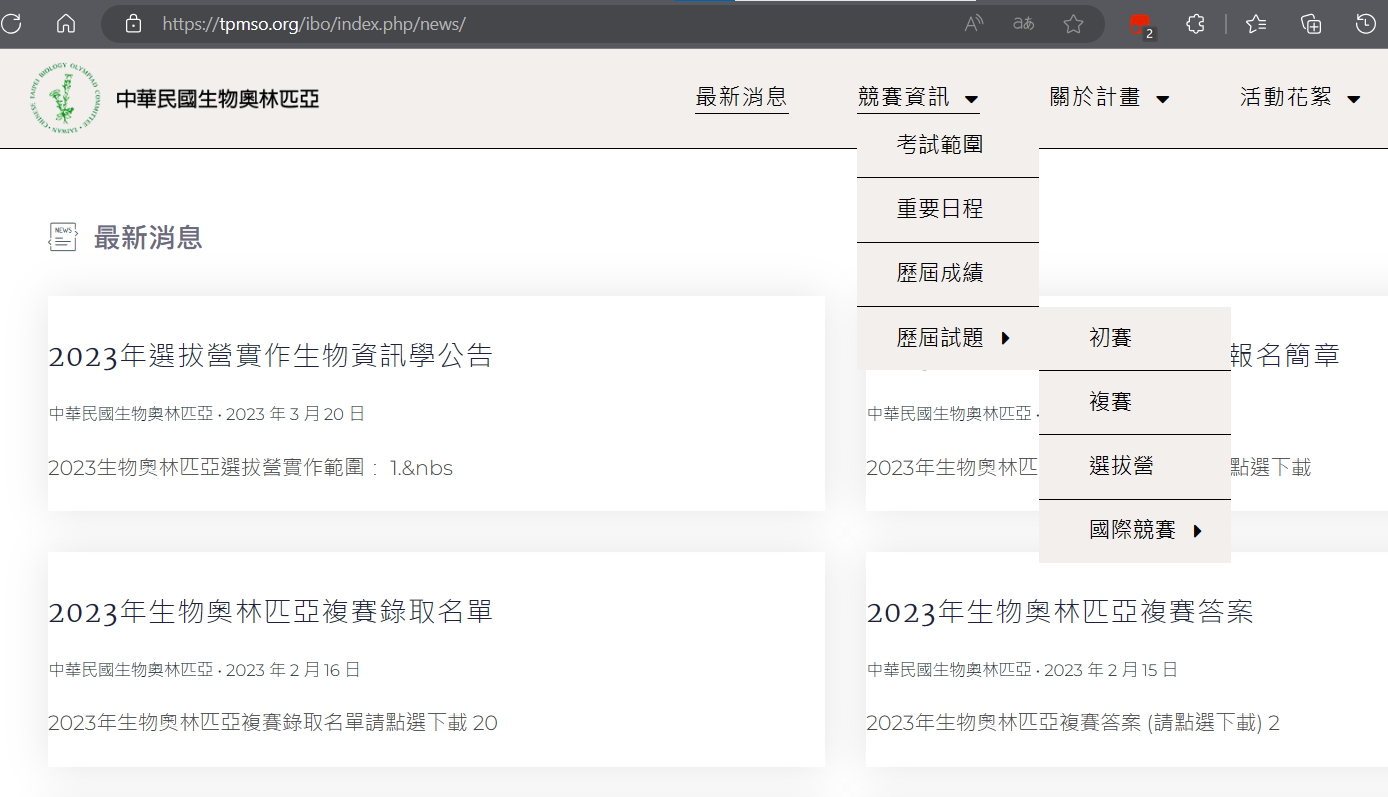 https://tpmso.org/ibo/index.php/news/
2
CHINESE TAIPEI BIOLOGY OLYMPIAD COMMITTEE・TAIWAN・
中華民國生物奧林匹亞
最新消息
競賽資訊
關於計畫
活動花絮
考試範圍
重要日程
歷屆成績
歷屆試題
初賽
複賽
選拔營
國際競賽
NEWS
最新消息
2023年選拔營實作生物資訊學公告
中華民國生物奧林匹亞 • 2023 年 3 月 20 日
2023生物奧林匹亞選拔營實作範圍： 1.&nbs
報名簡章
中華民國生物奧林匹亞 •
2023年生物奧林匹
點選下載
2023年生物奧林匹亞複賽錄取名單
中華民國生物奧林匹亞 • 2023 年 2 月 16 日
2023年生物奧林匹亞複賽錄取名單請點選下載 20
2023年生物奧林匹亞複賽答案
中華民國生物奧林匹亞 • 2023 年 2 月 15 日
2023年生物奧林匹亞複賽答案 (請點選下載) 2